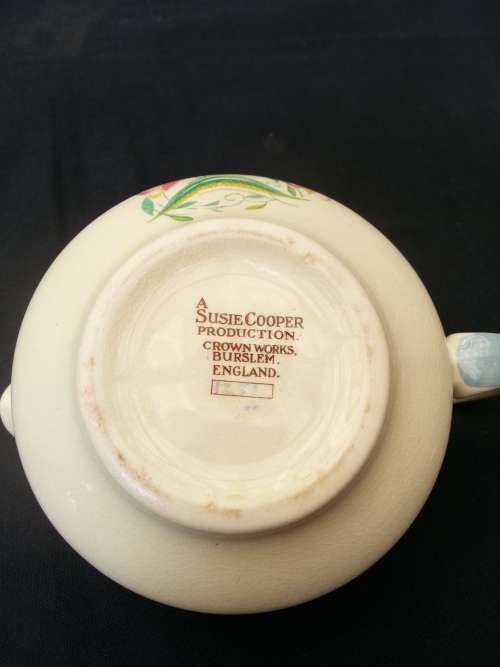 A
SUSIE COOPER
PRODUCTION.
CROWN WORKS,
BURSLEM.
ENGLAND.